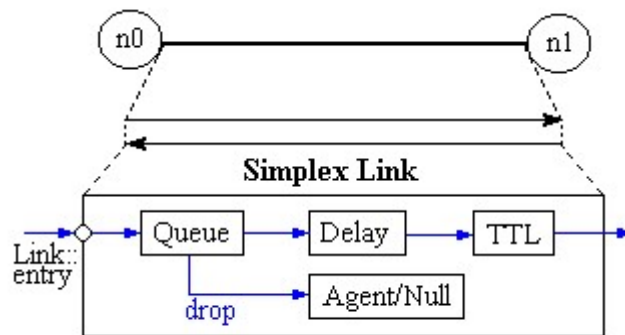 n0
n1
Simplex Link
Queue
Delay
TTL
Link::
entry
Agent/Null
drop